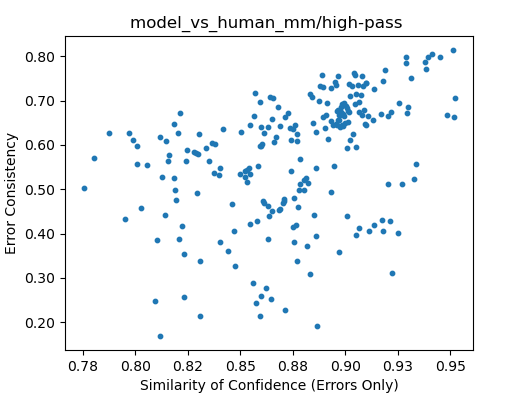 model_vs_human_mm/high-pass
Error Consistency
0.80
0.70
0.60
0.50
0.40
0.30
0.20
0.78 0.80 0.82 0.85 0.88 0.90 0.93 0.95
Similarity of Confidence (Errors Only)